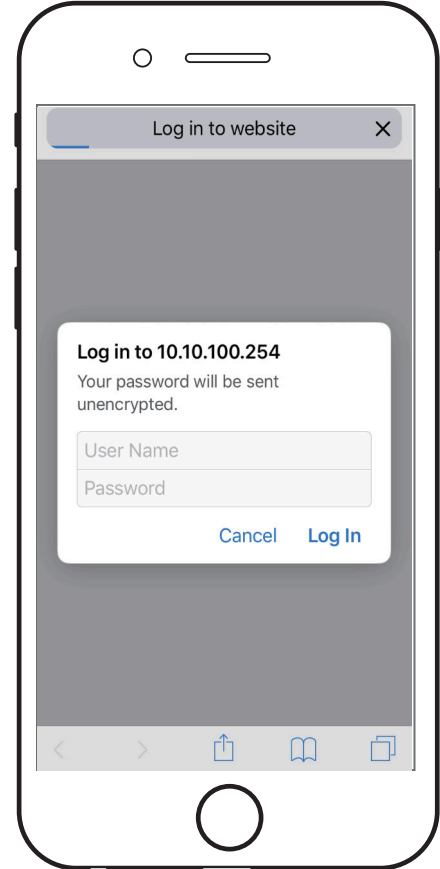 Log in to website
Log in to 10.10.100.254
Your password will be sent
unencrypted.
User Name
Password
Cancel Log In